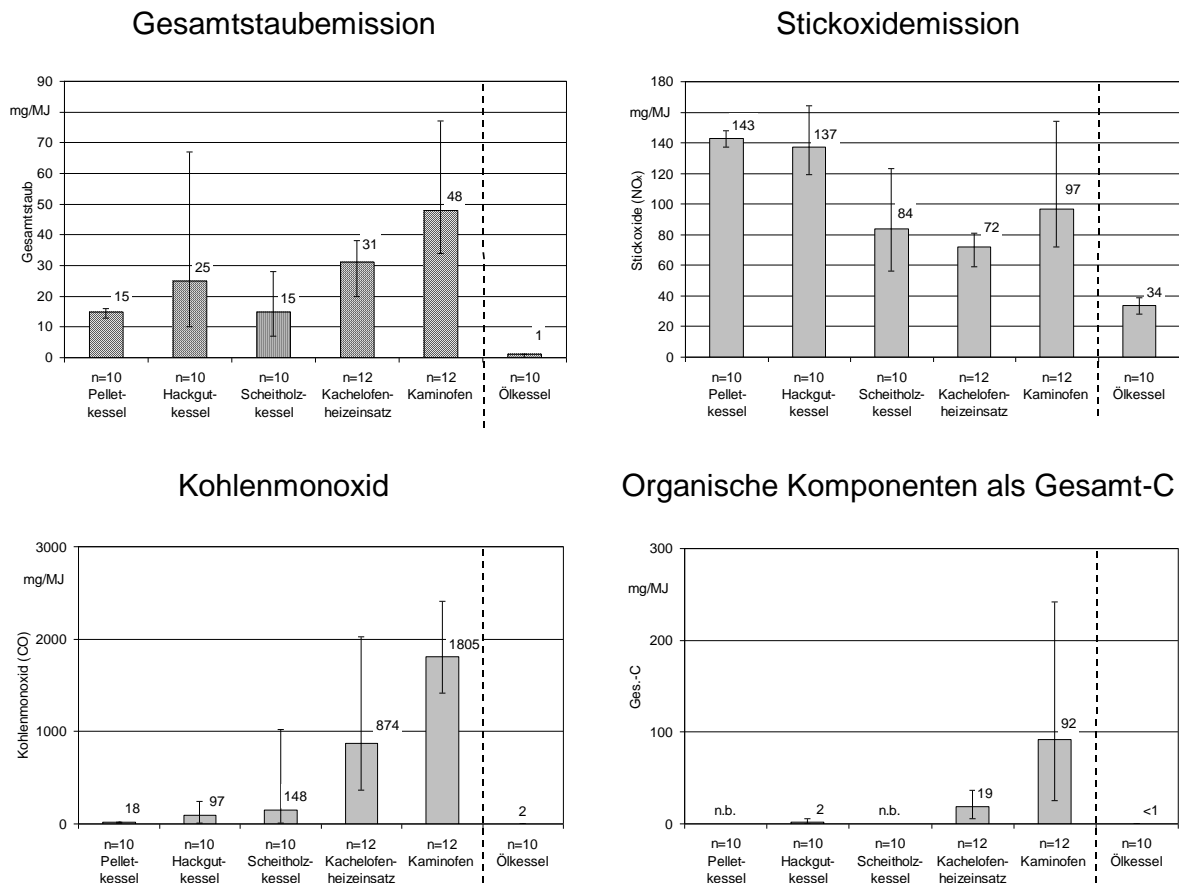 Gesamtstaubemission
90
mg/MJ
80
70
60
50
40
30
20
10
0
Gesamtstaub
15
25
15
31
48
1
n=10
Pellet-
kessel
n=10
Hackgut-
kessel
n=10
Scheitholz-
kessel
n=12
Kachelofen-
heizeinsatz
n=12
Kaminofen
n=10
Ölkessel
Stickoxidemission
180
mg/MJ
160
140
120
100
80
60
40
20
0
Stickoxide (NOx)
143
137
84
72
97
34
n=10
Pellet-
kessel
n=10
Hackgut-
kessel
n=10
Scheitholz-
kessel
n=12
Kachelofen-
heizeinsatz
n=12
Kaminofen
n=10
Ölkessel
Kohlenmonoxid
3000
mg/MJ
2000
1000
0
Kohlenmonoxid (CO)
18
97
148
874
1805
2
n=10
Pellet-
kessel
n=10
Hackgut-
kessel
n=10
Scheitholz-
kessel
n=12
Kachelofen-
heizeinsatz
n=12
Kaminofen
n=10
Ölkessel
Organische Komponenten als Gesamt-C
300
mg/MJ
200
100
0
Ges.-C
n.b.
2
n.b.
19
92
<1
n=10
Pellet-
kessel
n=10
Hackgut-
kessel
n=10
Scheitholz-
kessel
n=12
Kachelofen-
heizeinsatz
n=12
Kaminofen
n=10
Ölkessel